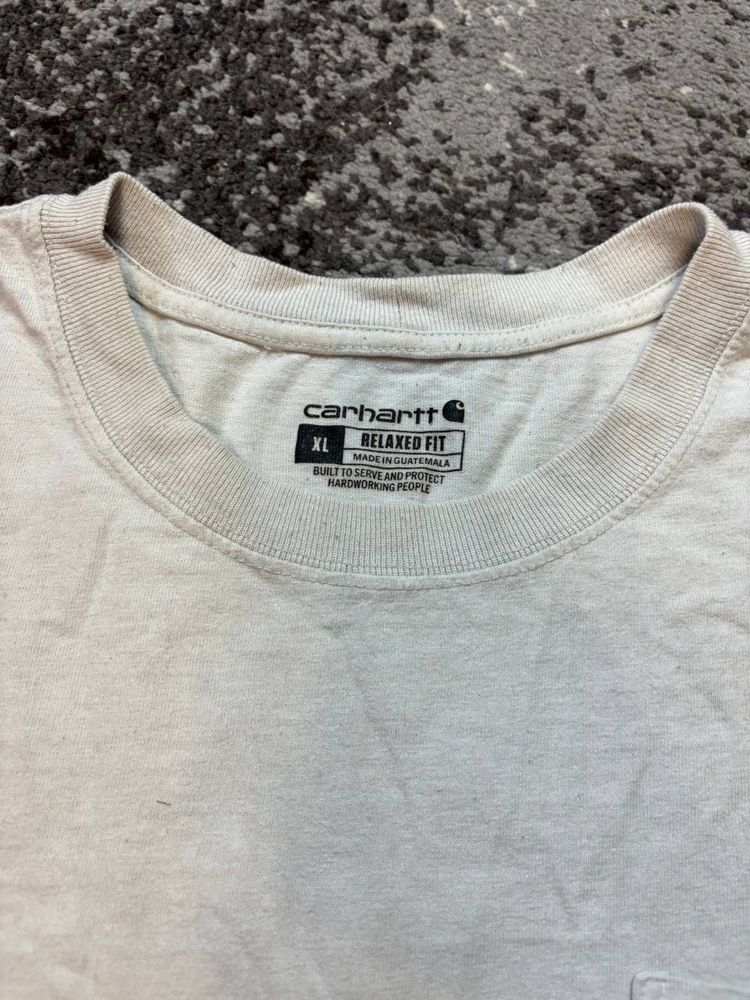 carhartt
XL RELAXED FIT
MADE IN GUATEMALA
BUILT TO SERVE AND PROTECT
HARDWORKING PEOPLE